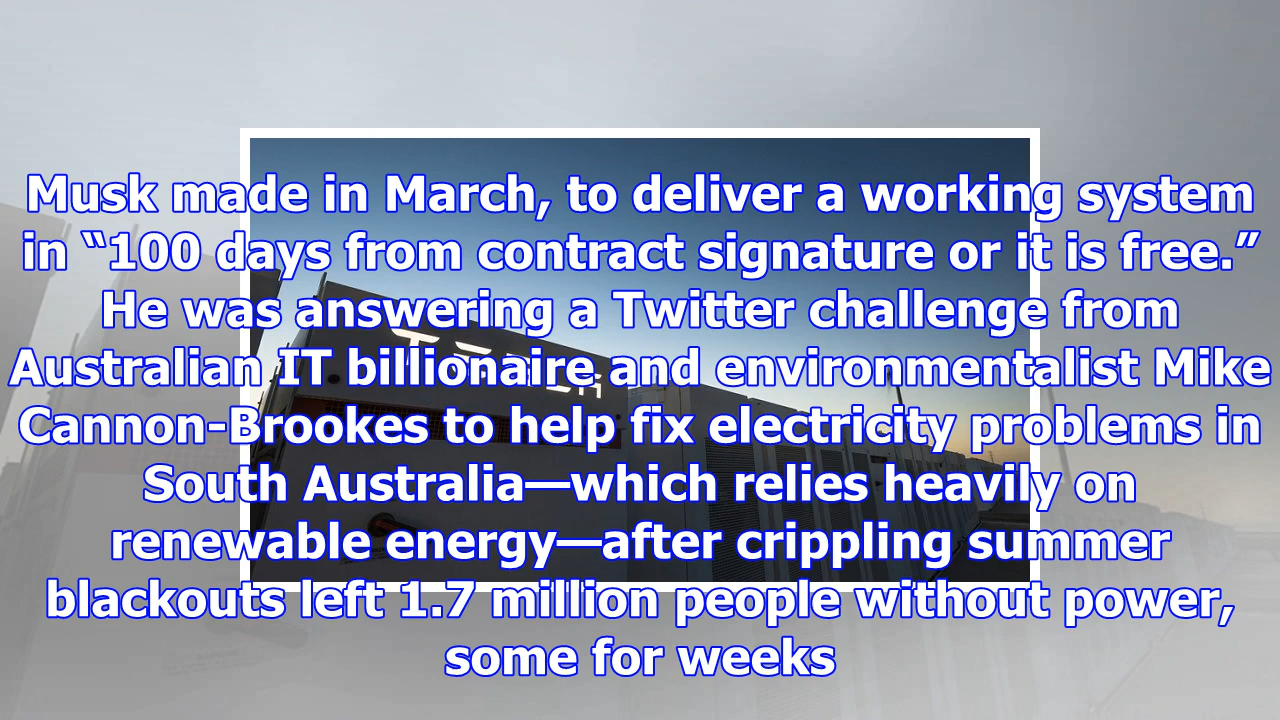 Musk made in March, to deliver a working system
in “100 days from contract signature or it is free.”
He was answering a Twitter challenge from
Australian IT billionaire and environmentalist Mike
Cannon-Brookes to help fix electricity problems in
South Australia—which relies heavily on
renewable energy—after crippling summer
blackouts left 1.7 million people without power,
some for weeks